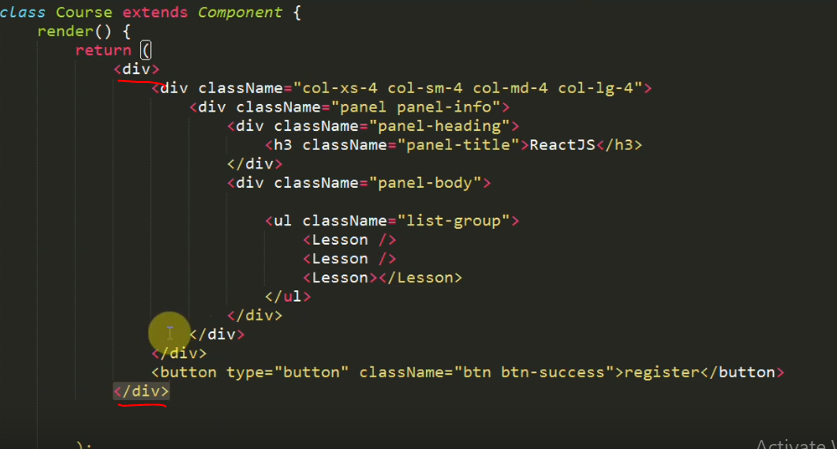 class Course extends Component {
render() {
return (
<div>
<div className="col-xs-4 col-sm-4 col-md-4 col-lg-4">
<div className="panel panel-info">
<div className="panel-heading">
<h3 className="panel-title">ReactJS</h3>
</div>
<div className="panel-body">
<ul className="list-group">
<Lesson />
<Lesson />
<Lesson></Lesson>
</ul>
</div>
</div>
</div>
<button type="button" className="btn btn-success">register</button>
</div>
);
Activate